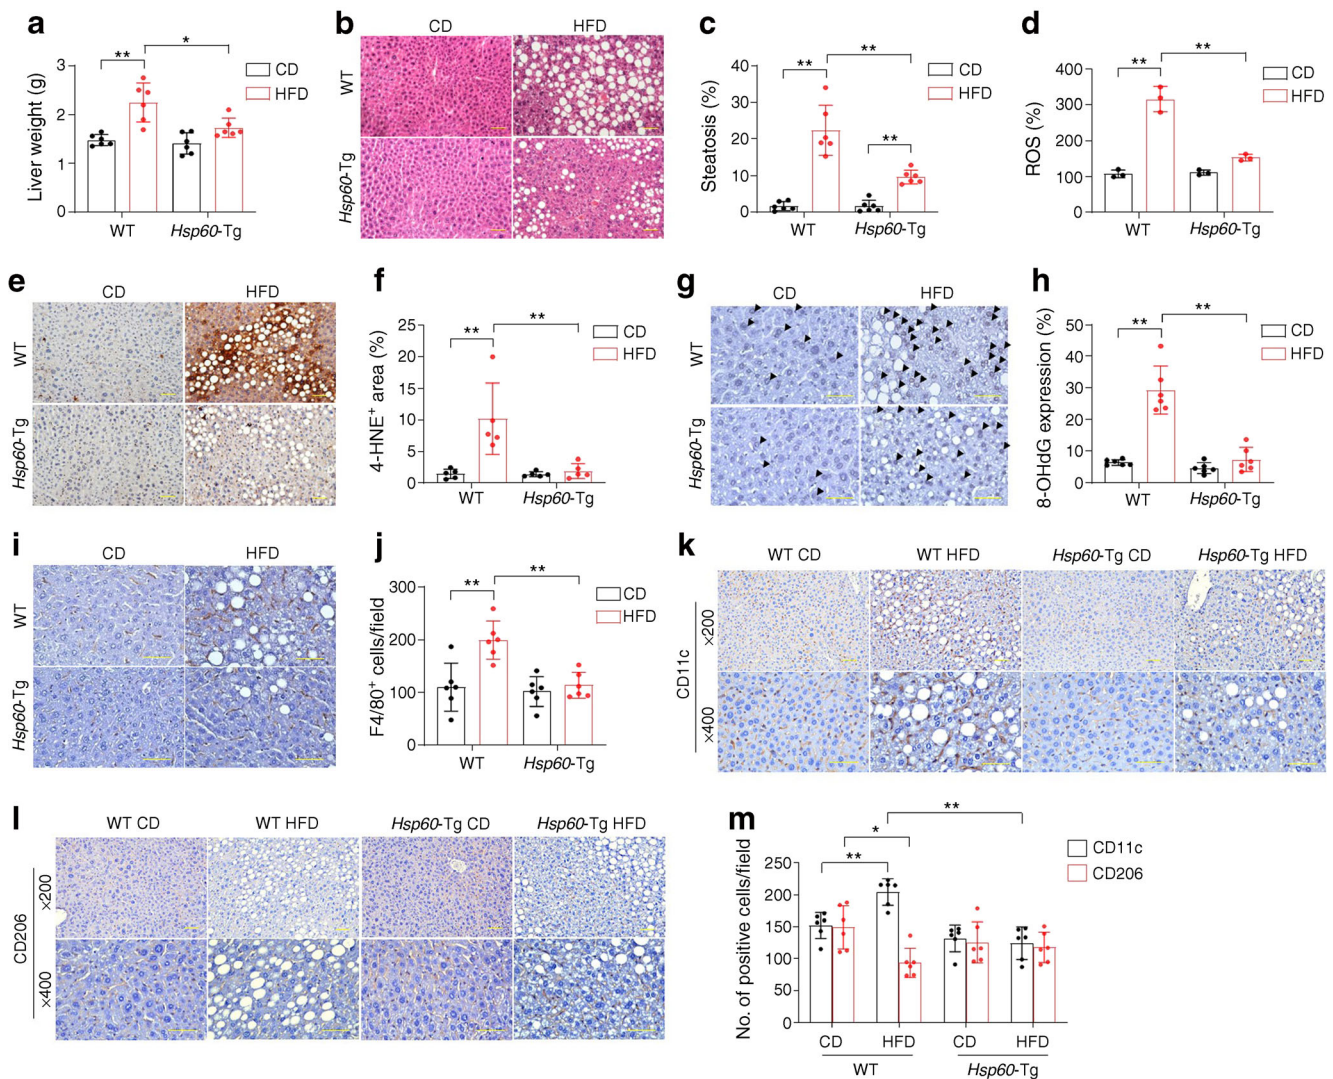 a
Liver weight (g)
3
2
1
0
**
*
CD
HFD
WT
Hsp60-Tg
b
CD
HFD
WT
Hsp60-Tg
c
Steatosis (%)
40
30
20
10
0
**
**
**
CD
HFD
WT
Hsp60-Tg
d
ROS (%)
400
300
200
100
0
**
**
CD
HFD
WT
Hsp60-Tg
e
CD
HFD
WT
Hsp60-Tg
f
4-HNE⁺ area (%)
25
20
15
10
5
0
**
**
CD
HFD
WT
Hsp60-Tg
g
CD
HFD
WT
Hsp60-Tg
h
8-OHdG expression (%)
50
40
30
20
10
0
**
**
CD
HFD
WT
Hsp60-Tg
i
CD
HFD
WT
Hsp60-Tg
j
F4/80⁺ cells/field
300
200
100
0
**
**
CD
HFD
WT
Hsp60-Tg
k
WT CD
WT HFD
Hsp60-Tg CD
Hsp60-Tg HFD
CD11c
×200
×400
l
WT CD
WT HFD
Hsp60-Tg CD
Hsp60-Tg HFD
CD206
×200
×400
m
No. of positive cells/field
250
200
150
100
50
0
**
*
**
CD11c
CD206
CD
HFD
CD
HFD
WT
Hsp60-Tg